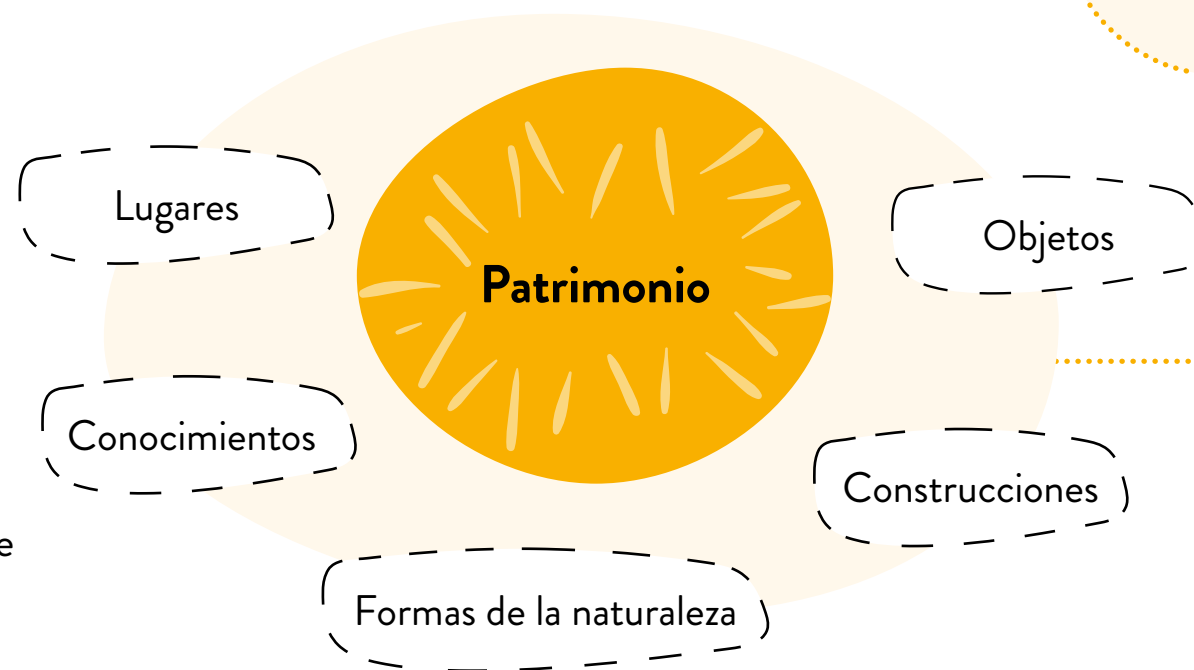 Lugares
Objetos
Patrimonio
Conocimientos
Construcciones
e
Formas de la naturaleza